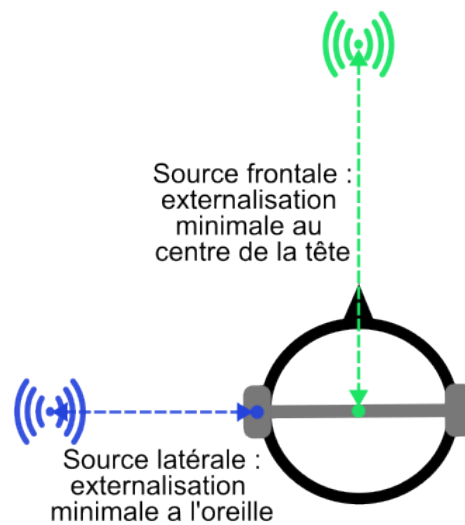 Source frontale :
externalisation
minimale au
centre de la tête
Source latérale :
externalisation
minimale a l'oreille